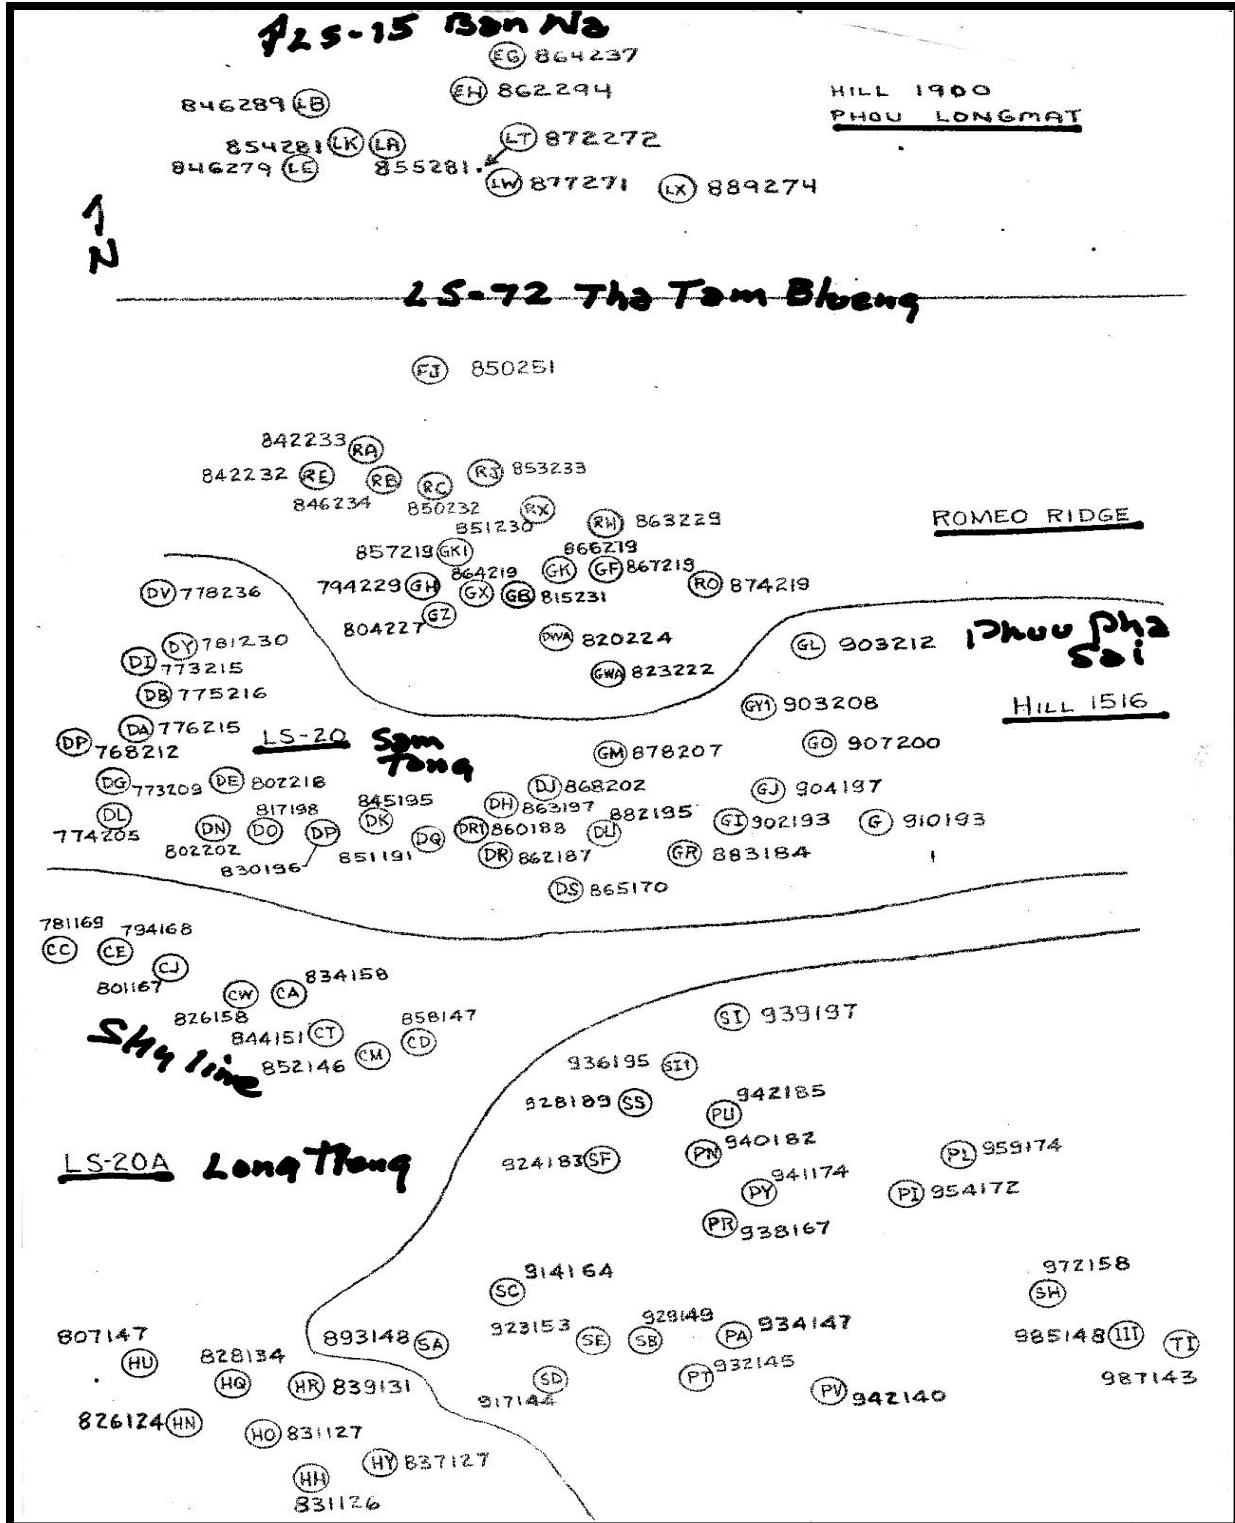 ↑LS-15 Ban Na
EG 864237
EH 862294
846289 LB
HILL 1900
PHOU LONGMAT
854281 LK LA
LT 872272
846279 LE
855281.
LW 877271
LX 889274
↑
N
LS-72 Tha Tam Blueng
FJ 850251
842233 RA
842232 RE
RB
RC
RJ 853233
846234
850232
RX
851230
RH 863229
ROMEO RIDGE
857219 GK1
866219
GK
GF 867219
794229 GH
864219
GX
GB 815231
RO 874219
DV 778236
GZ
804227
DWA 820224
GL 903212
Phuu Pha
Sai
DY 781230
DI 773215
GWA 823222
DB 775216
GY1 903208
HILL 1516
DA 776215
DP 768212
LS-20 Sam
Tong
GM 878207
GO 907200
DG 773209
DE 802218
DJ 868202
GJ 904197
DL
774205
817198
845195
DH 863197
882195
DN
802202
DO
DP
830196
DK
851191
DQ
DR1 860188
DU
GI 902193
G 910193
DR 862187
GR 883184
DS 865170
781169
CC
794168
CE
CJ
801167
CW
826158
CA
834158
Skyline
844151 CT
858147
CD
852146 CM
SI 939197
936195 SI1
928189 SS
942185
PU
LS-20A Long Tieng
924183 SF
940182
PN
PL 959174
941174
PY
PI 954172
PR 938167
914164
SC
972158
SH
807147
HU
893148 SA
923153
SE
929149
SB
PA 934147
985148 III
TI
987143
828134
HQ
HR 839131
SD
917144
932145
PT
PV 942140
826124 HN
HO 831127
HY 837127
HH
831126